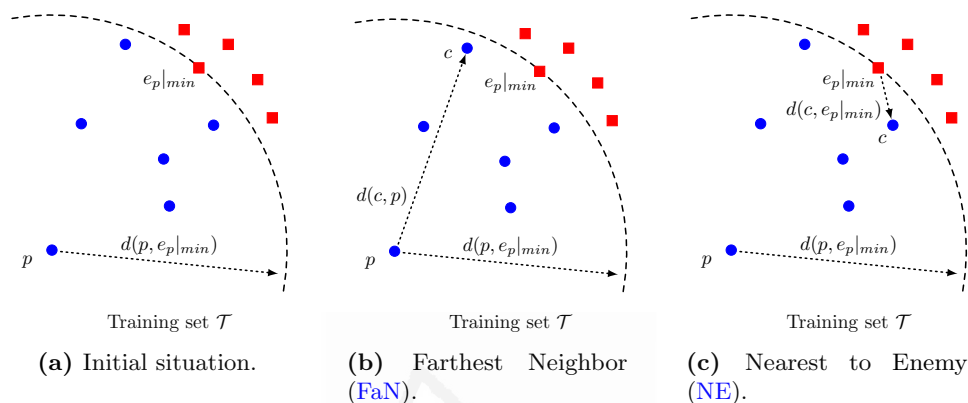 e_p|_min
d(p, e_p|_min)
p
Training set 𝒯
(a) Initial situation.
c
e_p|_min
d(c, p)
d(p, e_p|_min)
p
Training set 𝒯
(b) Farthest Neighbor
(FaN).
e_p|_min
d(c, e_p|_min)
c
d(p, e_p|_min)
p
Training set 𝒯
(c) Nearest to Enemy
(NE).